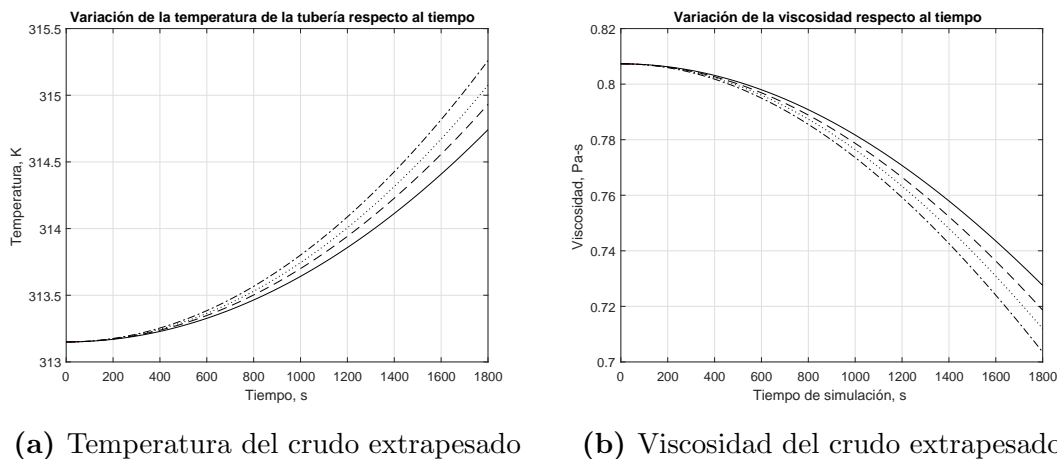 Variación de la temperatura de la tubería respecto al tiempo
315.5
315
314.5
314
313.5
313
Temperatura, K
0 200 400 600 800 1000 1200 1400 1600 1800
Tiempo, s
(a) Temperatura del crudo extrapesado
Variación de la viscosidad respecto al tiempo
0.82
0.8
0.78
0.76
0.74
0.72
0.7
Viscosidad, Pa-s
0 200 400 600 800 1000 1200 1400 1600 1800
Tiempo de simulación, s
(b) Viscosidad del crudo extrapesado